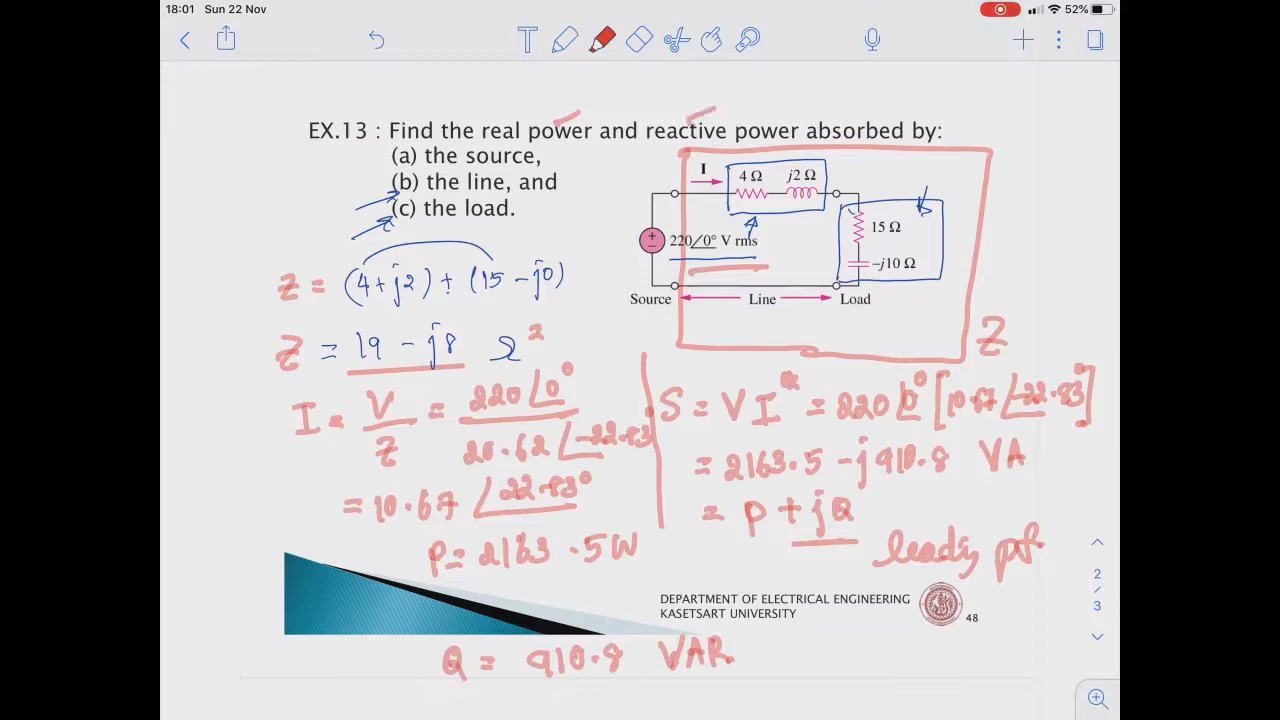 18:01 Sun 22 Nov
52%
EX.13 : Find the real power and reactive power absorbed by:
(a) the source,
(b) the line, and
(c) the load.
I
4 Ω
j2 Ω
15 Ω
220/0° V rms
−j10 Ω
Source
Line
Load
Z
Z = (4+j2) + (15 − j0)
Z = 19 − j8 Ω
I = V/Z = 220∠0° / 20.62 ∠−22.83
= 10.67 ∠22.83°
P = 2163.5 W
Q = 910.8 VAR
S = VI* = 220∠0° [10.67∠−22.83°]
= 2163.5 − j910.8 VA
= P + jQ
leading pf.
DEPARTMENT OF ELECTRICAL ENGINEERING
KASETSART UNIVERSITY
48
2
/
3